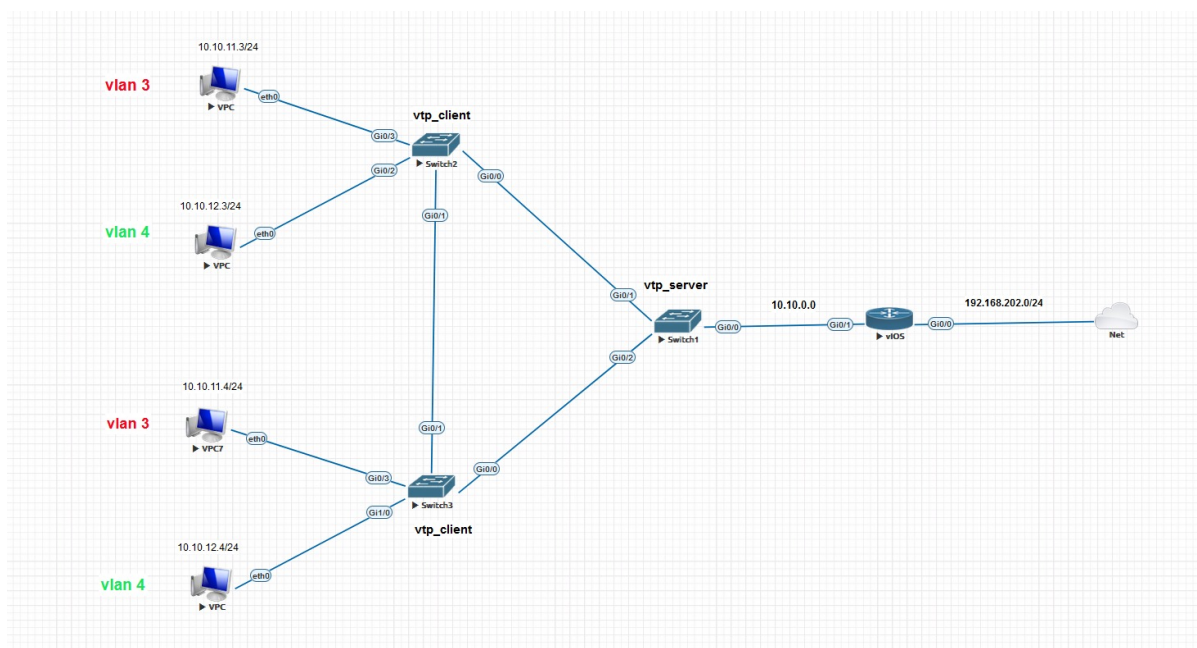 10.10.11.3/24
vlan 3
eth0
VPC
vtp_client
Gi0/3
Switch2
Gi0/2
Gi0/0
10.10.12.3/24
Gi0/1
vlan 4
eth0
VPC
vtp_server
Gi0/1
10.10.0.0
192.168.202.0/24
Gi0/0
Gi0/1
Gi0/0
Switch1
vIOS
Net
Gi0/2
10.10.11.4/24
vlan 3
Gi0/1
eth0
VPC7
Gi0/0
Gi0/3
Switch3
Gi1/0
vtp_client
10.10.12.4/24
vlan 4
eth0
VPC